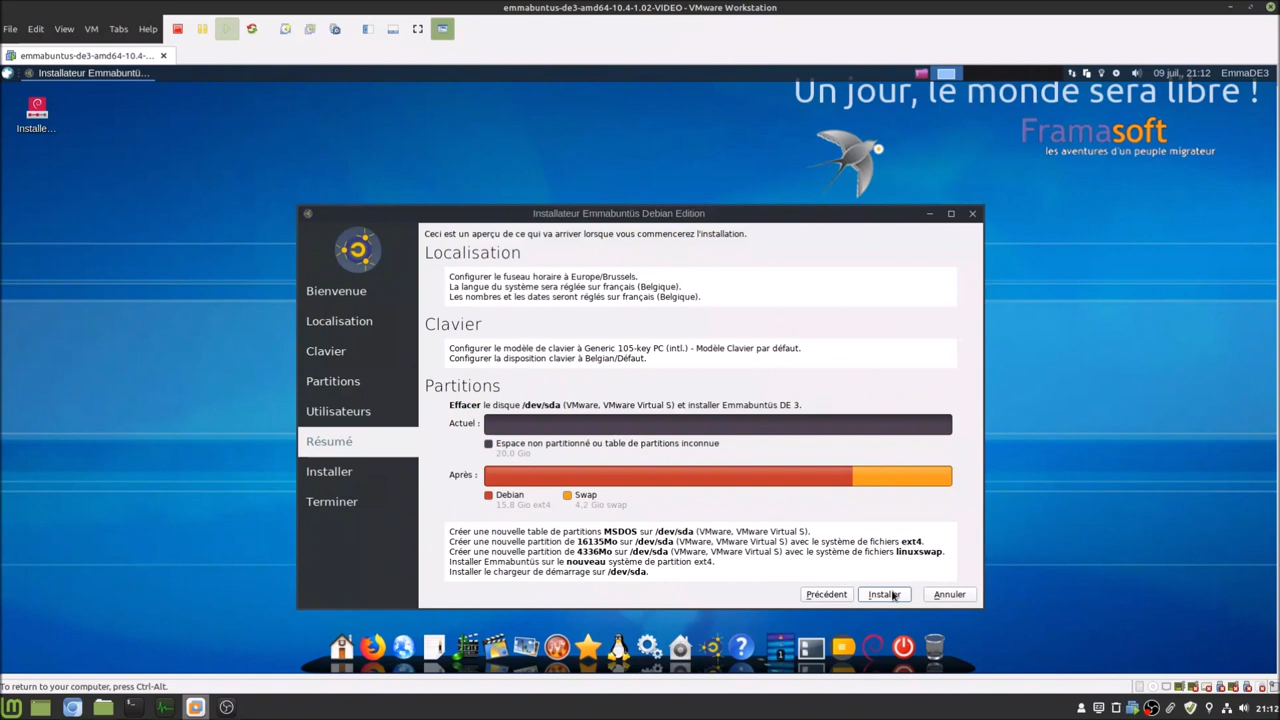 emmabuntus-de3-amd64-10.4-1.02-VIDEO - VMware Workstation
File Edit View VM Tabs Help
emmabuntus-de3-amd64-10.4-...
Installateur Emmabuntü...
09 juil., 21:12 EmmaDE3
Un jour, le monde sera libre !
Framasoft
les aventures d'un peuple migrateur
Installe...
Installateur Emmabuntüs Debian Edition
Bienvenue
Localisation
Clavier
Partitions
Utilisateurs
Résumé
Installer
Terminer
Ceci est un aperçu de ce qui va arriver lorsque vous commencerez l'installation.
Localisation
Configurer le fuseau horaire à Europe/Brussels.
La langue du système sera réglée sur français (Belgique).
Les nombres et les dates seront réglés sur français (Belgique).
Clavier
Configurer le modèle de clavier à Generic 105-key PC (intl.) - Modèle Clavier par défaut.
Configurer la disposition clavier à Belgian/Défaut.
Partitions
Effacer le disque /dev/sda (VMware, VMware Virtual S) et installer Emmabuntüs DE 3.
Actuel :
Espace non partitionné ou table de partitions inconnue
20,0 Gio
Après :
Debian Swap
15,8 Gio ext4 4,2 Gio swap
Créer une nouvelle table de partitions MSDOS sur /dev/sda (VMware, VMware Virtual S).
Créer une nouvelle partition de 16135Mo sur /dev/sda (VMware, VMware Virtual S) avec le système de fichiers ext4.
Créer une nouvelle partition de 4336Mo sur /dev/sda (VMware, VMware Virtual S) avec le système de fichiers linuxswap.
Installer Emmabuntüs sur le nouveau système de partition ext4.
Installer le chargeur de démarrage sur /dev/sda.
Précédent Installer Annuler
1
To return to your computer, press Ctrl-Alt.
21:12